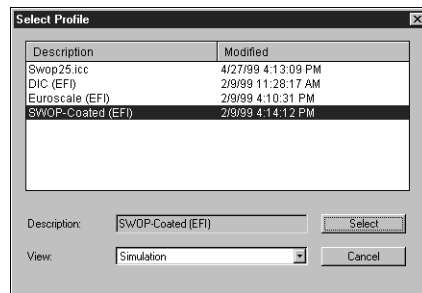 Select Profile
Description Modified
Swop25.icc 4/27/99 4:13:09 PM
DIC (EFI) 2/9/99 11:28:17 AM
Euroscale (EFI) 2/9/99 4:10:31 PM
SWOP-Coated (EFI) 2/9/99 4:14:12 PM
Description: SWOP-Coated (EFI) Select
View: Simulation Cancel